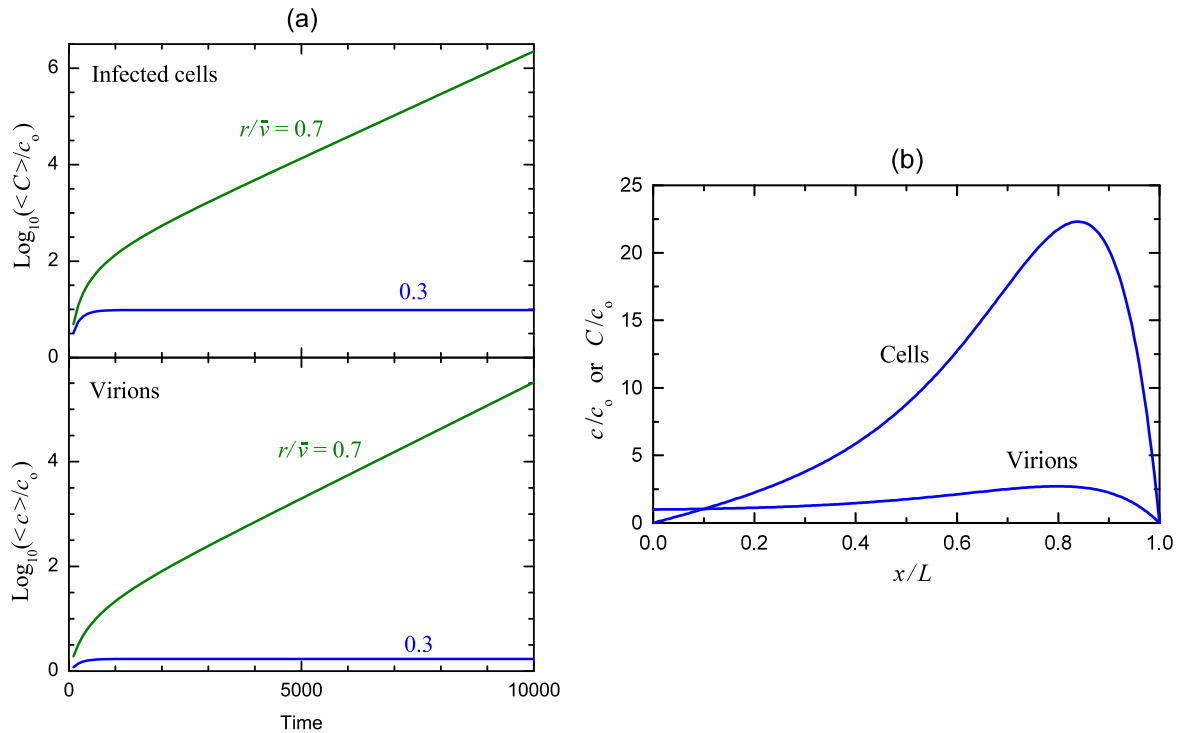 (a)
Infected cells
r/v̄ = 0.7
0.3
Log₁₀(<C>/cₒ)
6
4
2
0
Virions
r/v̄ = 0.7
0.3
Log₁₀(<c>/cₒ)
4
2
0
0 5000 10000
Time
(b)
25
20
15
10
5
0
c/cₒ or C/cₒ
Cells
Virions
0.0 0.2 0.4 0.6 0.8 1.0
x/L